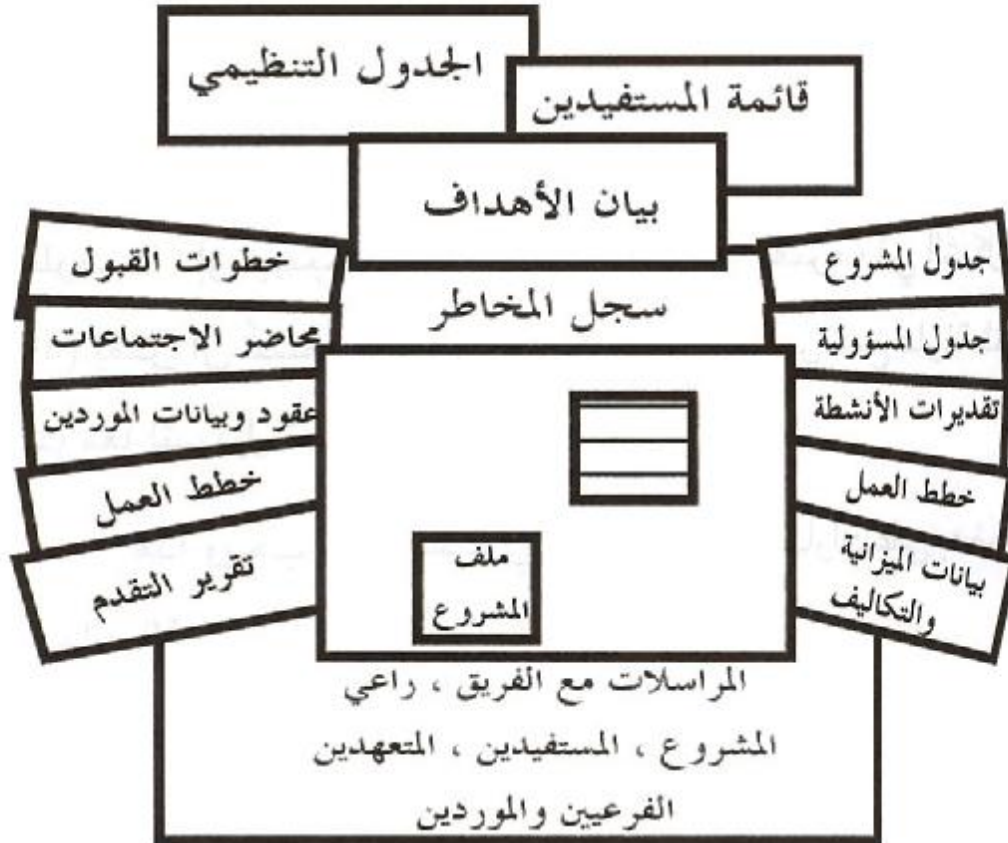 الجدول التنظيمي
قائمة المستفيدين
بيان الأهداف
سجل المخاطر
جدول المشروع
جدول المسؤولية
تقديرات الأنشطة
خطط العمل
بيانات الميزانية
والتكاليف
خطوات القبول
محاضر الاجتماعات
عقود وبيانات الموردين
خطط العمل
تقرير التقدم
ملف
المشروع
المراسلات مع الفريق ، راعي
المشروع ، المستفيدين ، المتعهدين
الفرعيين والموردين